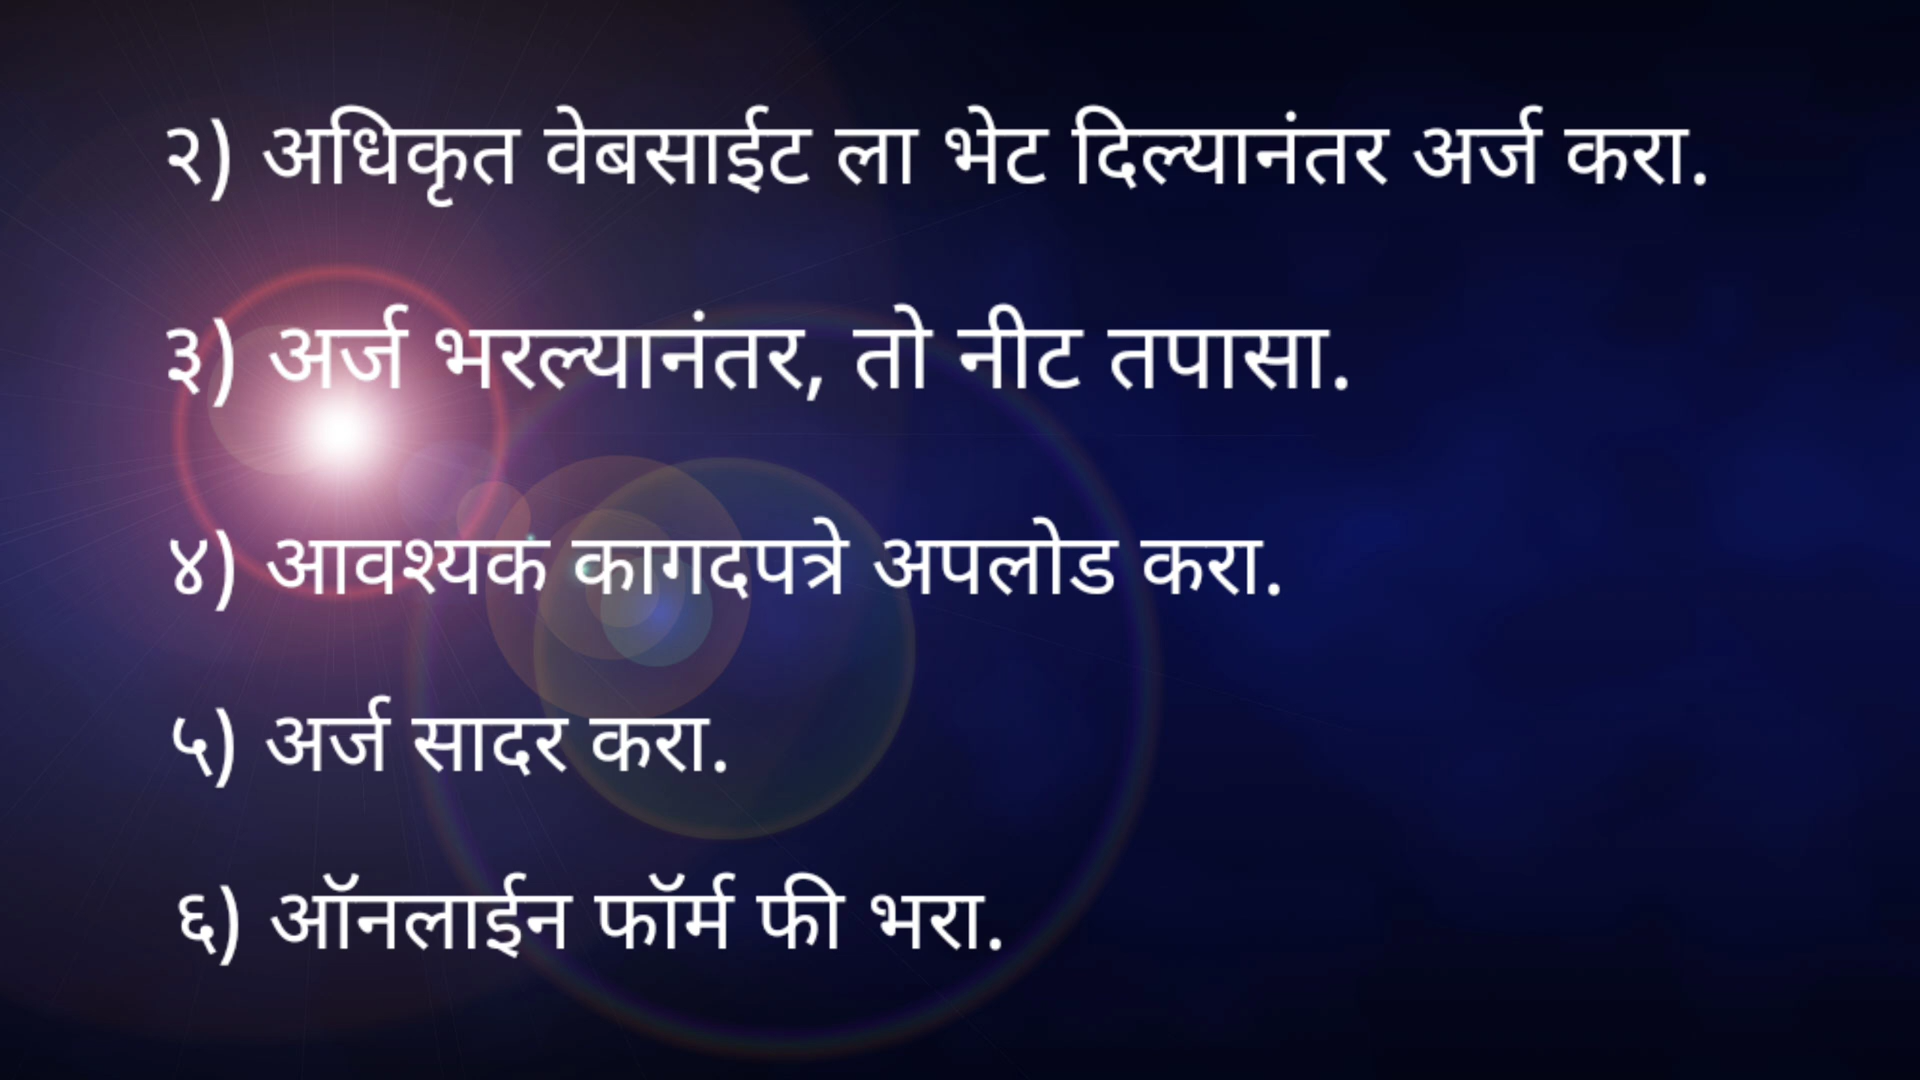 २) अधिकृत वेबसाईट ला भेट दिल्यानंतर अर्ज करा.
३) अर्ज भरल्यानंतर, तो नीट तपासा.
४) आवश्यक कागदपत्रे अपलोड करा.
५) अर्ज सादर करा.
६) ऑनलाईन फॉर्म फी भरा.